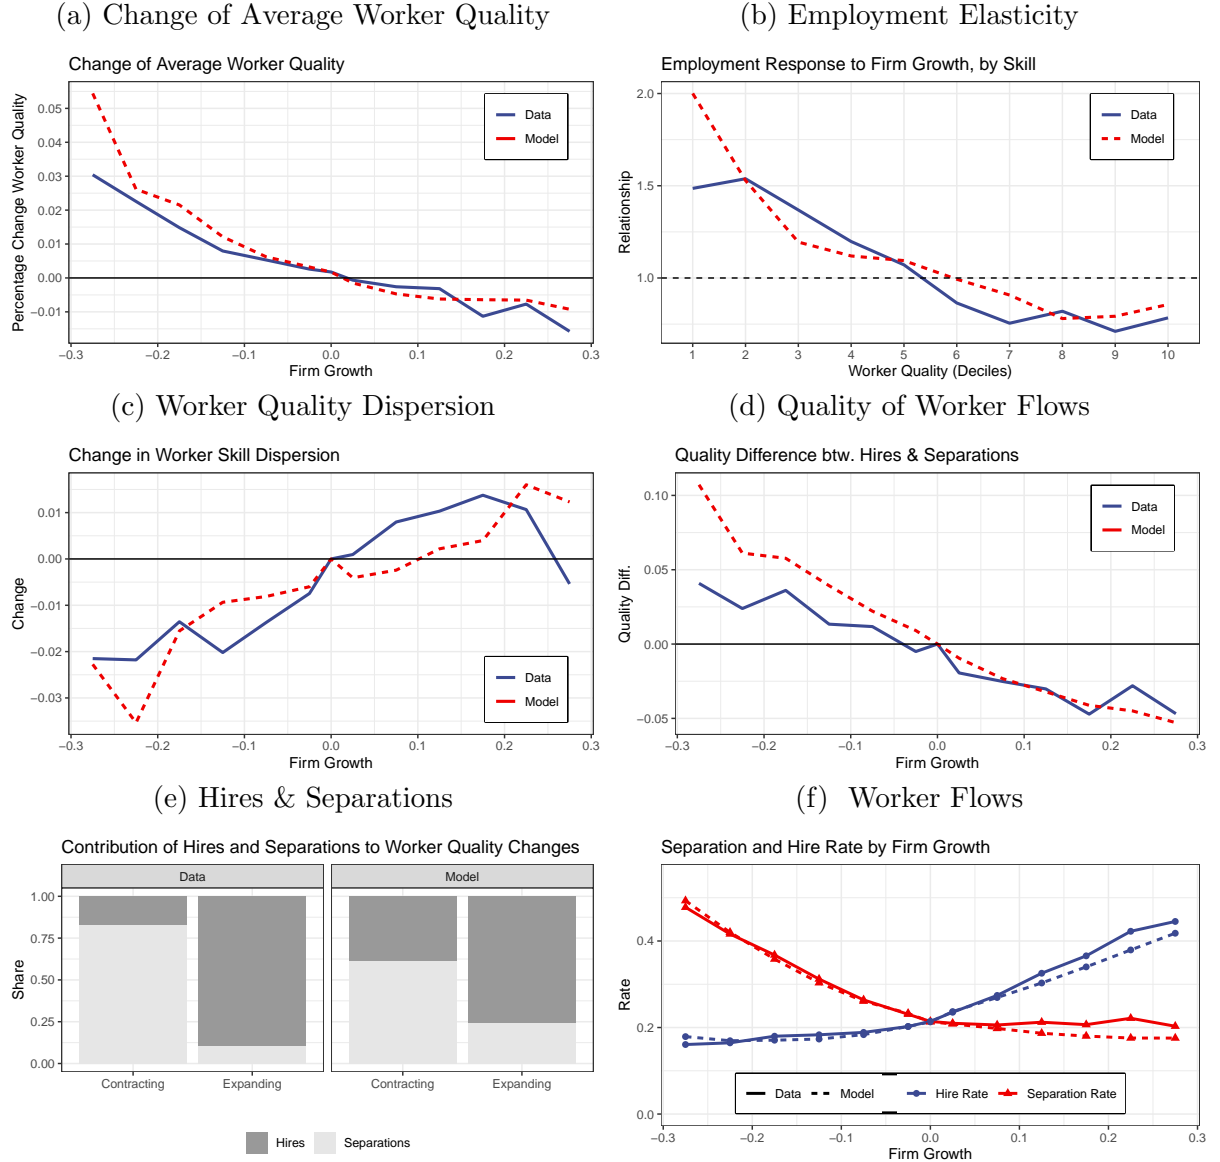 (a) Change of Average Worker Quality
Change of Average Worker Quality
Percentage Change Worker Quality
0.05
0.04
0.03
0.02
0.01
0.00
−0.01
−0.3 −0.2 −0.1 0.0 0.1 0.2 0.3
Firm Growth
Data
Model
(b) Employment Elasticity
Employment Response to Firm Growth, by Skill
Relationship
2.0
1.5
1.0
1 2 3 4 5 6 7 8 9 10
Worker Quality (Deciles)
Data
Model
(c) Worker Quality Dispersion
Change in Worker Skill Dispersion
Change
0.01
0.00
−0.01
−0.02
−0.03
−0.3 −0.2 −0.1 0.0 0.1 0.2 0.3
Firm Growth
Data
Model
(d) Quality of Worker Flows
Quality Difference btw. Hires & Separations
Quality Diff.
0.10
0.05
0.00
−0.05
−0.3 −0.2 −0.1 0.0 0.1 0.2 0.3
Firm Growth
Data
Model
(e) Hires & Separations
Contribution of Hires and Separations to Worker Quality Changes
Data Model
Share
1.00
0.75
0.50
0.25
0.00
Contracting Expanding Contracting Expanding
Hires Separations
(f) Worker Flows
Separation and Hire Rate by Firm Growth
Rate
0.4
0.2
0.0
Data Model Hire Rate Separation Rate
−0.3 −0.2 −0.1 0.0 0.1 0.2 0.3
Firm Growth